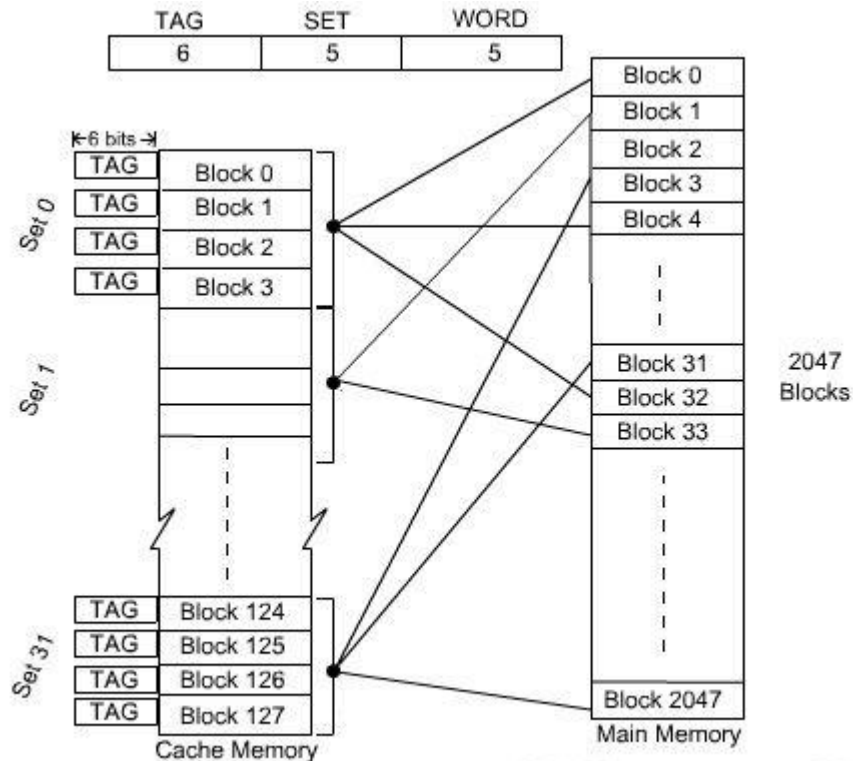 TAG SET WORD
6 5 5
6 bits
Set 0
TAG Block 0
TAG Block 1
TAG Block 2
TAG Block 3
Set 1
Set 31
TAG Block 124
TAG Block 125
TAG Block 126
TAG Block 127
Cache Memory
Block 0
Block 1
Block 2
Block 3
Block 4
Block 31
Block 32
Block 33
2047
Blocks
Block 2047
Main Memory